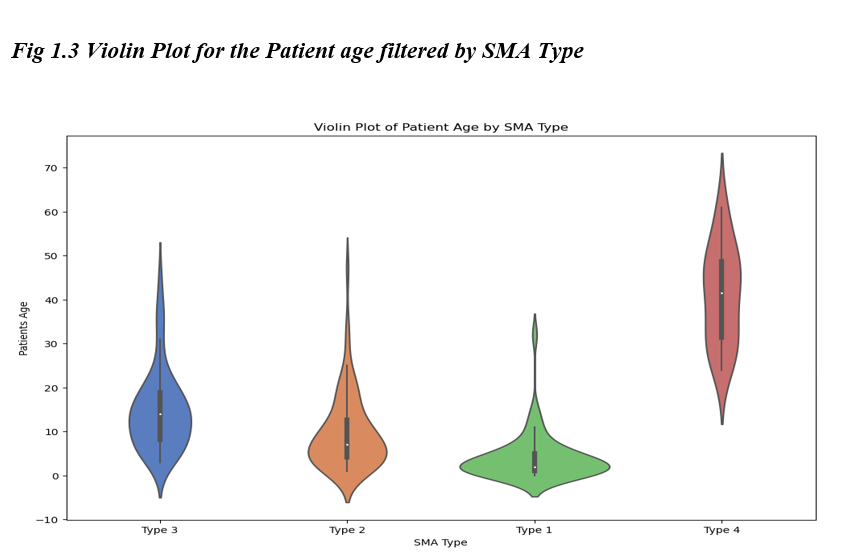 Fig 1.3 Violin Plot for the Patient age filtered by SMA Type
Violin Plot of Patient Age by SMA Type
70
60
50
40
30
20
10
0
−10
Patients Age
Type 3 Type 2 Type 1 Type 4
SMA Type